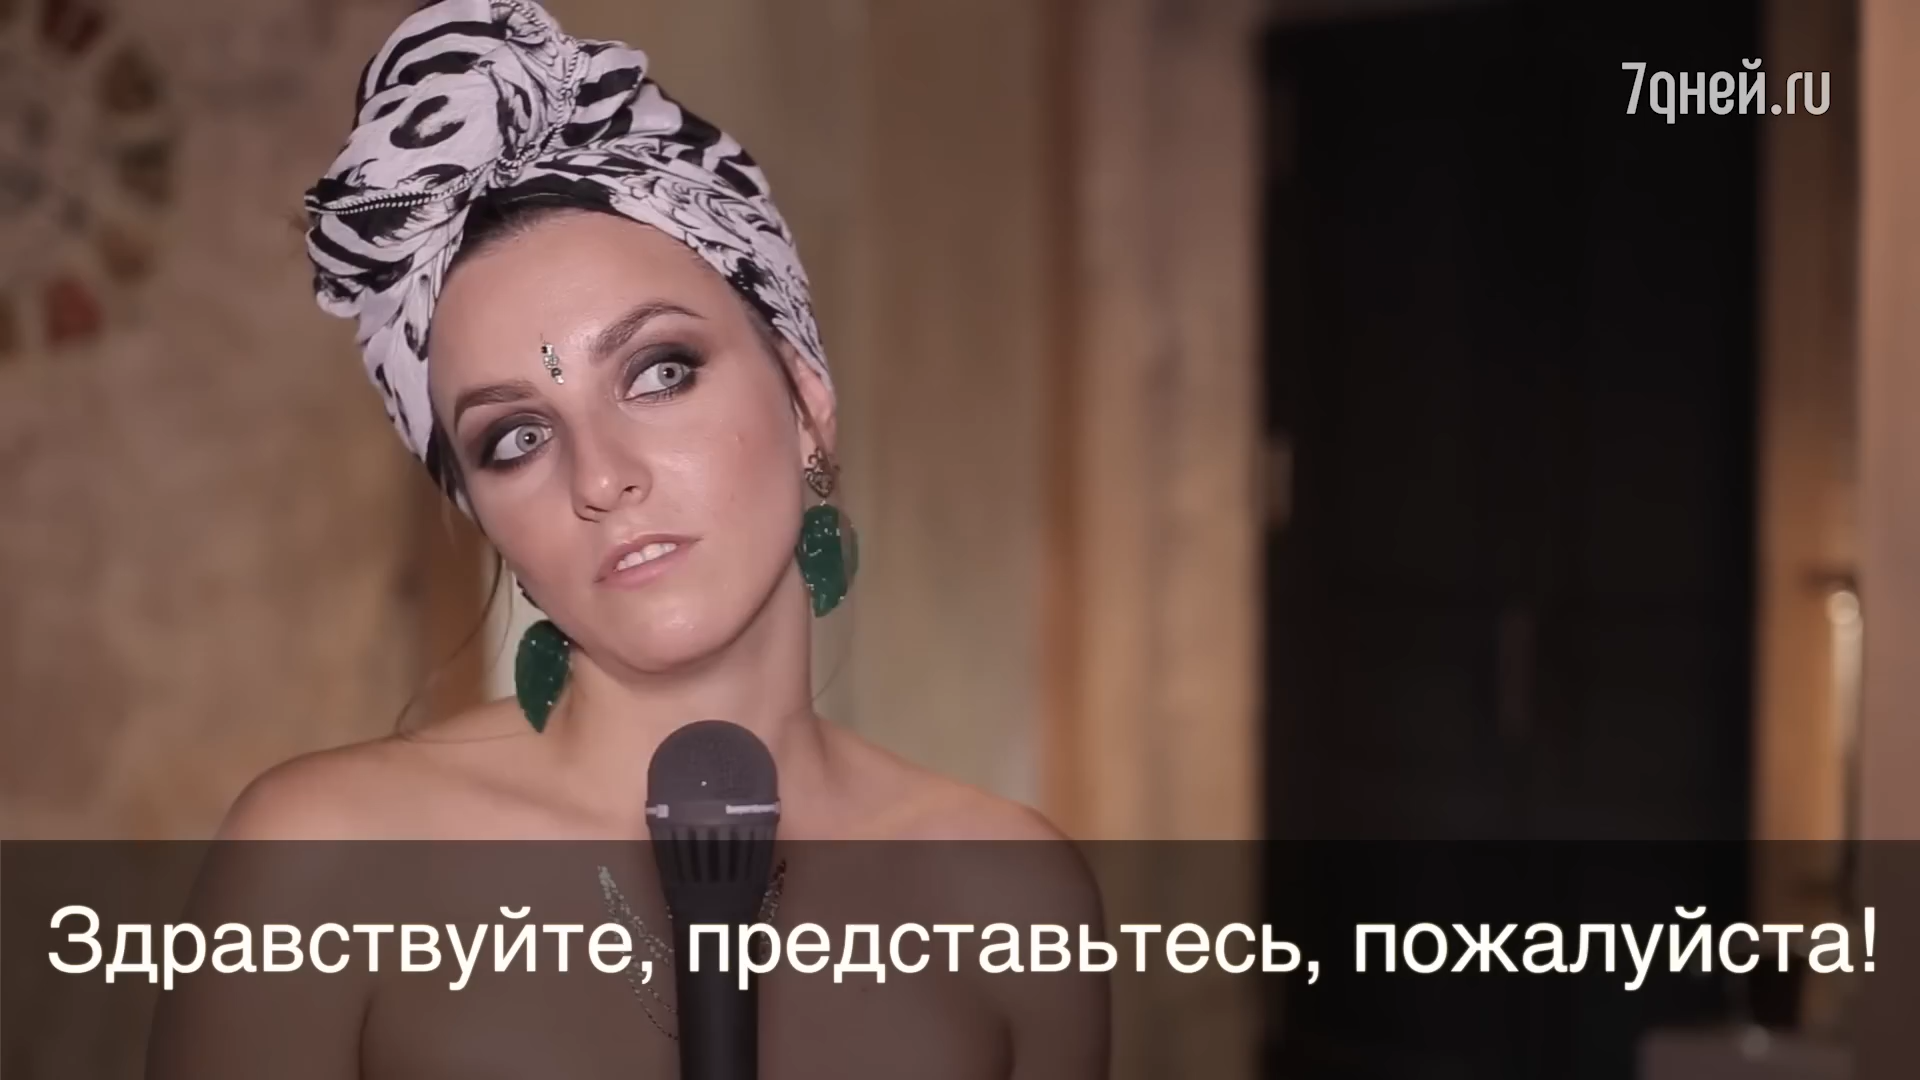 7дней.ru
Здравствуйте, представьтесь, пожалуйста!